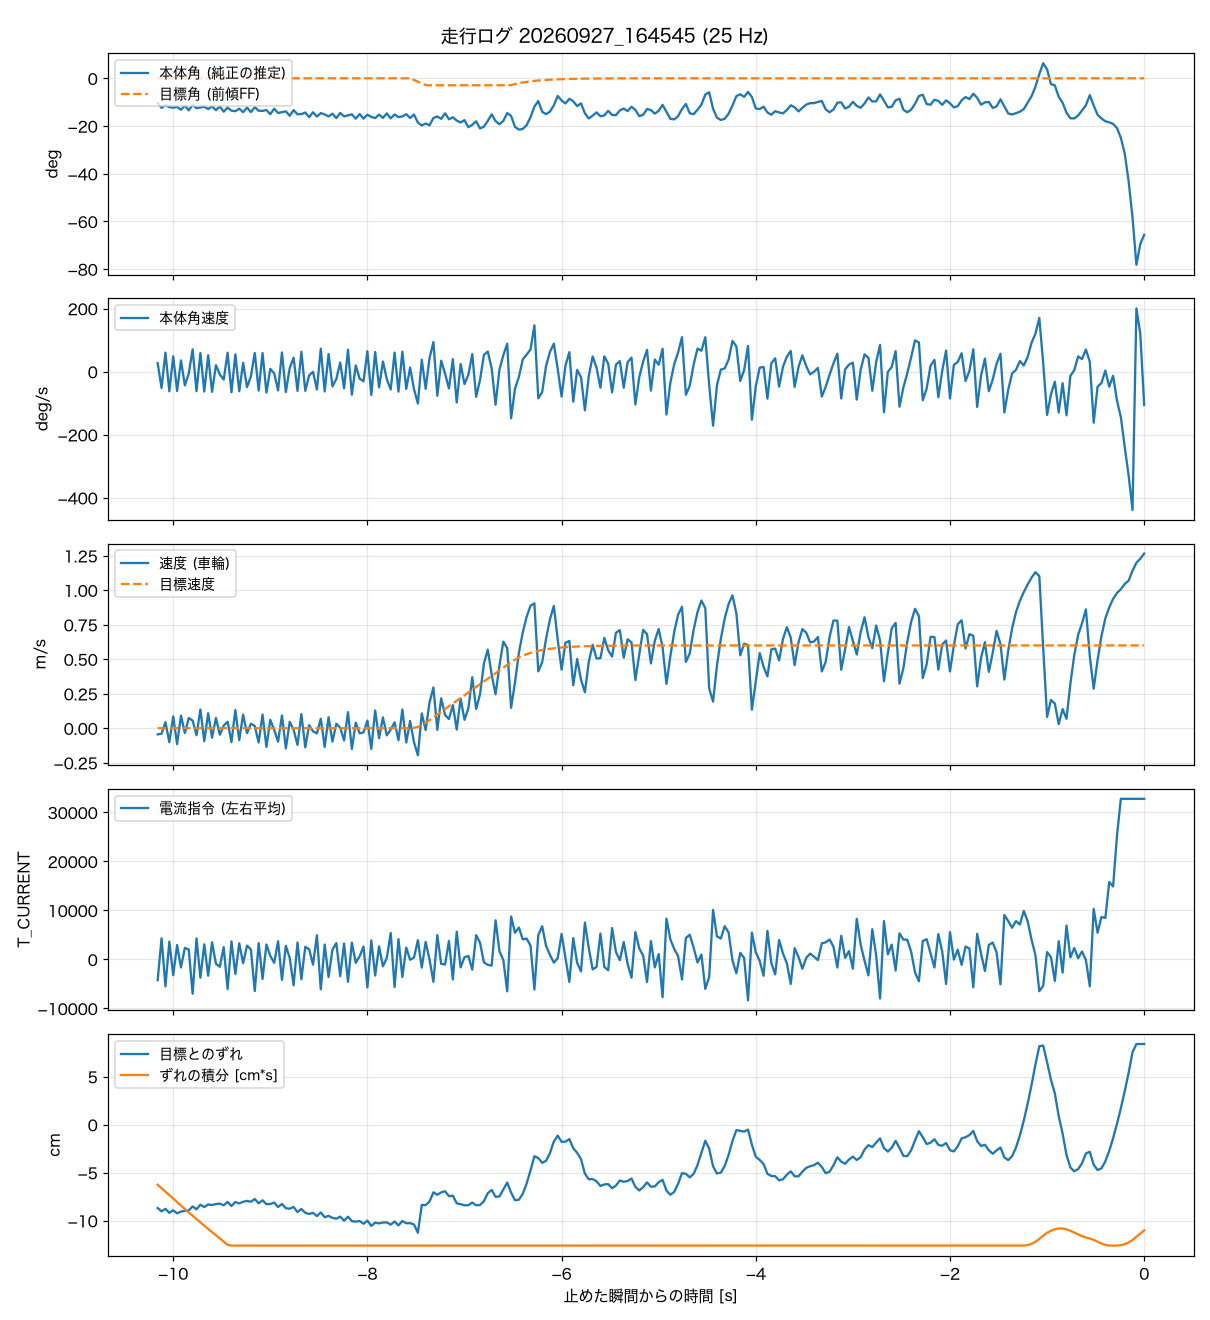 走行ログ 20260927_164545 (25 Hz)
本体角 (純正の推定)
目標角 (前傾FF)
0
−20
−40
−60
−80
deg
本体角速度
200
0
−200
−400
deg/s
速度 (車輪)
目標速度
1.25
1.00
0.75
0.50
0.25
0.00
−0.25
m/s
電流指令 (左右平均)
30000
20000
10000
0
−10000
T_CURRENT
目標とのずれ
ずれの積分 [cm*s]
5
0
−5
−10
cm
−10 −8 −6 −4 −2 0
止めた瞬間からの時間 [s]